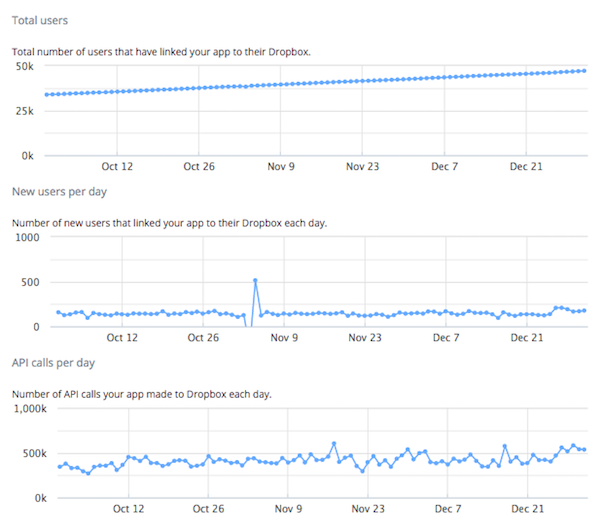 Total users
Total number of users that have linked your app to their Dropbox.
50k
25k
0k
Oct 12 Oct 26 Nov 9 Nov 23 Dec 7 Dec 21
New users per day
Number of new users that linked your app to their Dropbox each day.
1000
500
0
Oct 12 Oct 26 Nov 9 Nov 23 Dec 7 Dec 21
API calls per day
Number of API calls your app made to Dropbox each day.
1,000k
500k
0k
Oct 12 Oct 26 Nov 9 Nov 23 Dec 7 Dec 21